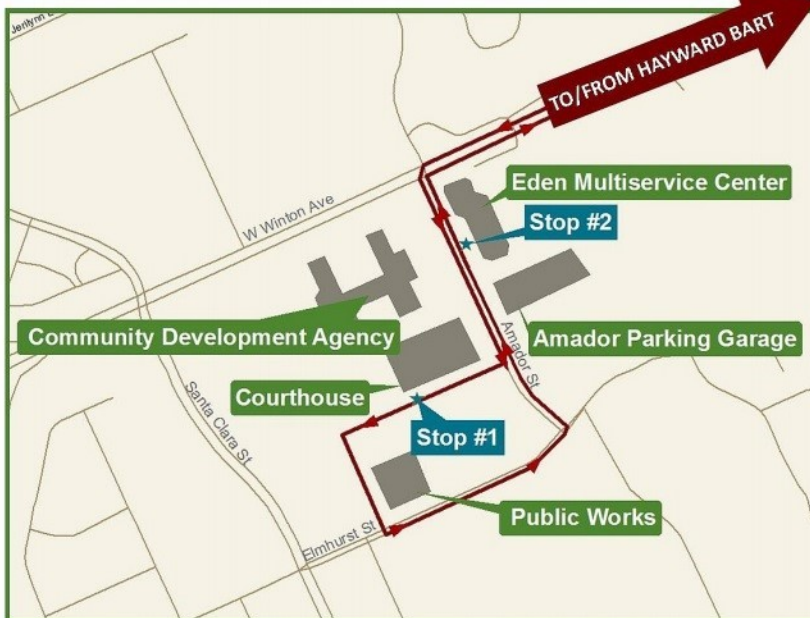 TO/FROM HAYWARD BART
Eden Multiservice Center
Stop #2
W Winton Ave
Community Development Agency
Amador Parking Garage
Amador St
Courthouse
Stop #1
Santa Clara St
Public Works
Elmhurst St